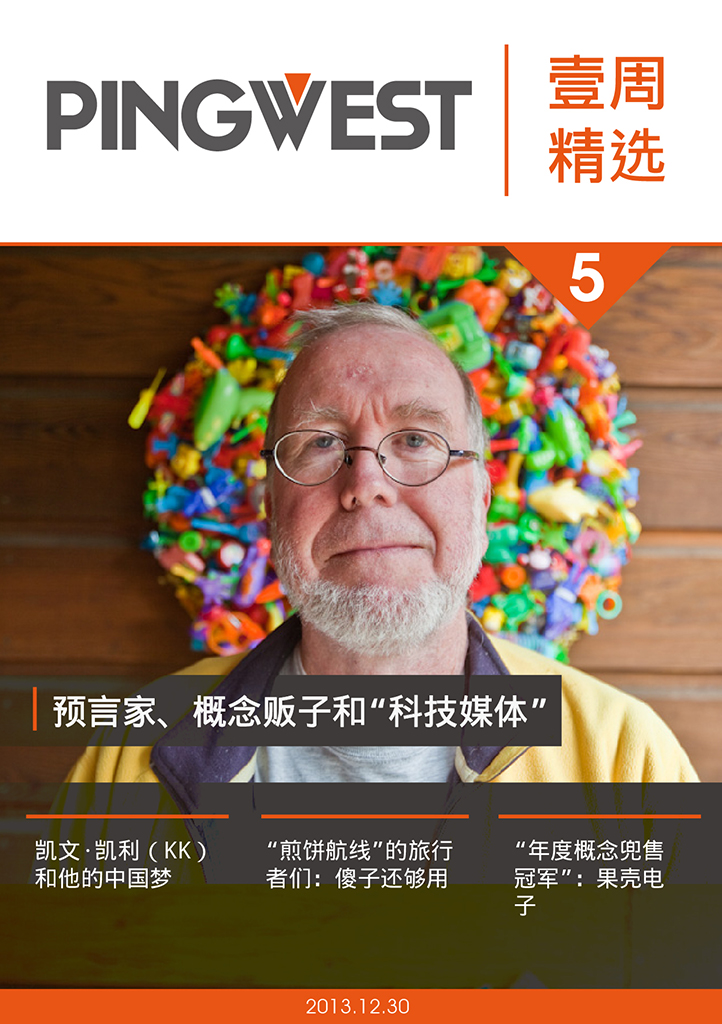 PINGWEST
壹周
精选
5
预言家、概念贩子和“科技媒体”
凯文·凯利（KK）
和他的中国梦
“煎饼航线”的旅行
者们：傻子还够用
“年度概念兜售
冠军”：果壳电
子
2013.12.30